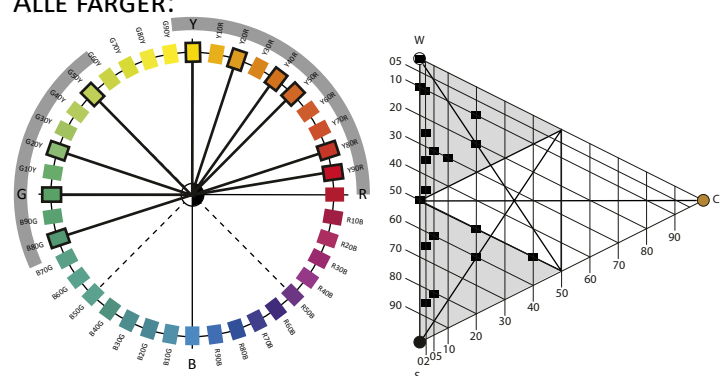 ALLE FARGER:
Y
Y10R
Y20R
Y30R
Y40R
Y50R
Y60R
Y70R
Y80R
Y90R
R
R10B
R20B
R30B
R40B
R50B
R60B
R70B
R80B
R90B
B
B10G
B20G
B30G
B40G
B50G
B60G
B70G
B80G
B90G
G
G10Y
G20Y
G30Y
G40Y
G50Y
G60Y
G70Y
G80Y
G90Y
W
05
10
20
30
40
50
60
70
80
90
S
02
05
10
20
30
40
50
60
70
80
90
C